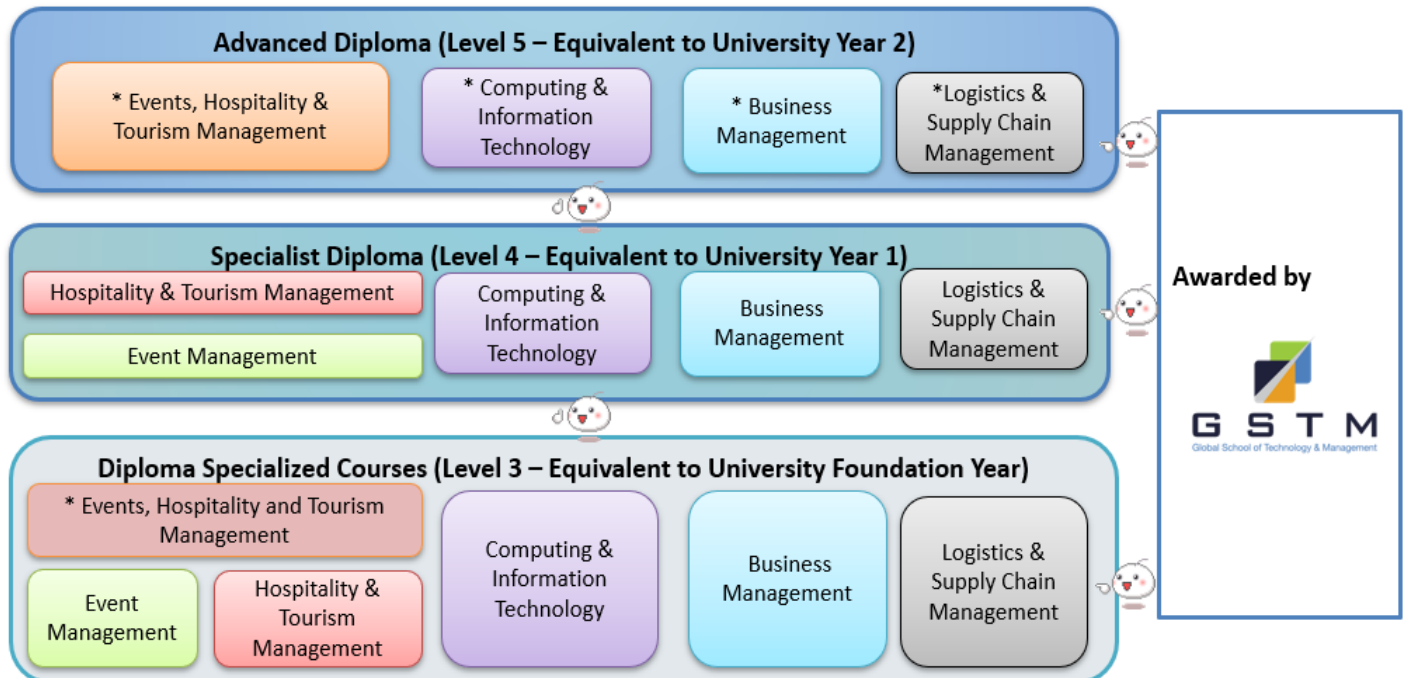 Advanced Diploma (Level 5 – Equivalent to University Year 2)
* Events, Hospitality &
Tourism Management
* Computing &
Information
Technology
* Business
Management
*Logistics &
Supply Chain
Management
Specialist Diploma (Level 4 – Equivalent to University Year 1)
Hospitality & Tourism Management
Event Management
Computing &
Information
Technology
Business
Management
Logistics &
Supply Chain
Management
Diploma Specialized Courses (Level 3 – Equivalent to University Foundation Year)
* Events, Hospitality and Tourism
Management
Event
Management
Hospitality &
Tourism
Management
Computing &
Information
Technology
Business
Management
Logistics &
Supply Chain
Management
Awarded by
GSTM
Global School of Technology & Management